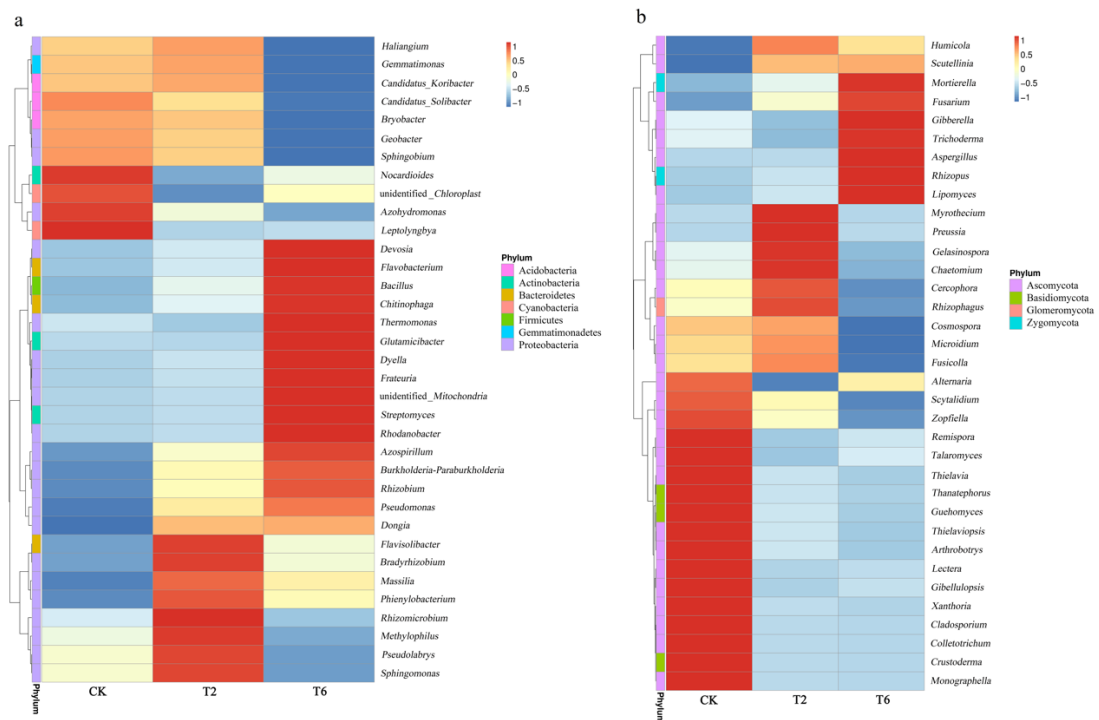 a
Haliangium
Gemmatimonas
Candidatus_Koribacter
Candidatus_Solibacter
Bryobacter
Geobacter
Sphingobium
Nocardioides
unidentified_Chloroplast
Azohydromonas
Leptolyngbya
Devosia
Flavobacterium
Bacillus
Chitinophaga
Thermomonas
Glutamicibacter
Dyella
Frateuria
unidentified_Mitochondria
Streptomyces
Rhodanobacter
Azospirillum
Burkholderia-Paraburkholderia
Rhizobium
Pseudomonas
Dongia
Flavisolibacter
Bradyrhizobium
Massilia
Phienylobacterium
Rhizomicrobium
Methylophilus
Pseudolabrys
Sphingomonas
Phylum
CK T2 T6
1
0.5
0
−0.5
−1
Phylum
Acidobacteria
Actinobacteria
Bacteroidetes
Cyanobacteria
Firmicutes
Gemmatimonadetes
Proteobacteria
b
Humicola
Scutellinia
Mortierella
Fusarium
Gibberella
Trichoderma
Aspergillus
Rhizopus
Lipomyces
Myrothecium
Preussia
Gelasinospora
Chaetomium
Cercophora
Rhizophagus
Cosmospora
Microidium
Fusicolla
Alternaria
Scytalidium
Zopfiella
Remispora
Talaromyces
Thielavia
Thanatephorus
Guehomyces
Thielaviopsis
Arthrobotrys
Lectera
Gibellulopsis
Xanthoria
Cladosporium
Colletotrichum
Crustoderma
Monographella
Phylum
CK T2 T6
1
0.5
0
−0.5
−1
Phylum
Ascomycota
Basidiomycota
Glomeromycota
Zygomycota